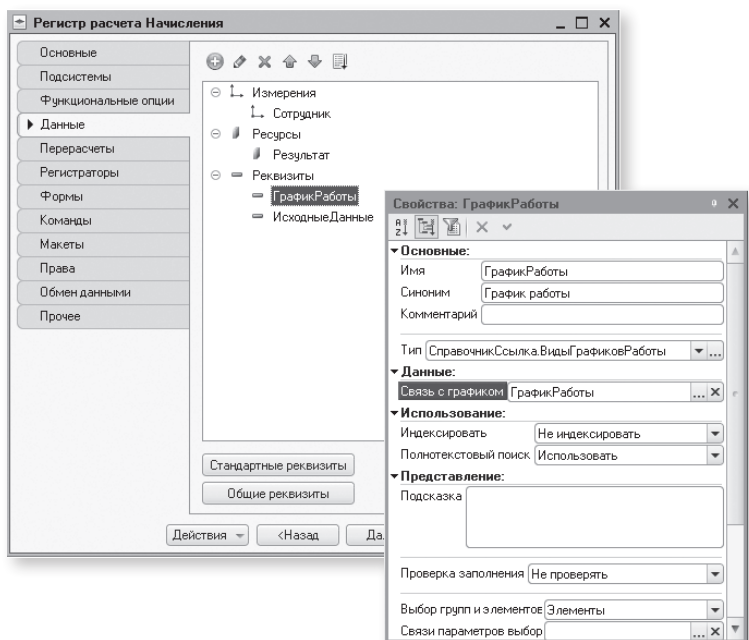 Регистр расчета Начисления
Основные
Подсистемы
Функциональные опции
Данные
Перерасчеты
Регистраторы
Формы
Команды
Макеты
Права
Обмен данными
Прочее
Измерения
Сотрудник
Ресурсы
Результат
Реквизиты
ГрафикРаботы
ИсходныеДанные
Стандартные реквизиты
Общие реквизиты
Действия
<Назад
Да
Свойства: ГрафикРаботы
Основные:
Имя ГрафикРаботы
Синоним График работы
Комментарий
Тип СправочникСсылка.ВидыГрафиковРаботы
Данные:
Связь с графиком ГрафикРаботы
Использование:
Индексировать Не индексировать
Полнотекстовый поиск Использовать
Представление:
Подсказка
Проверка заполнения Не проверять
Выбор групп и элементов Элементы
Связи параметров выбор